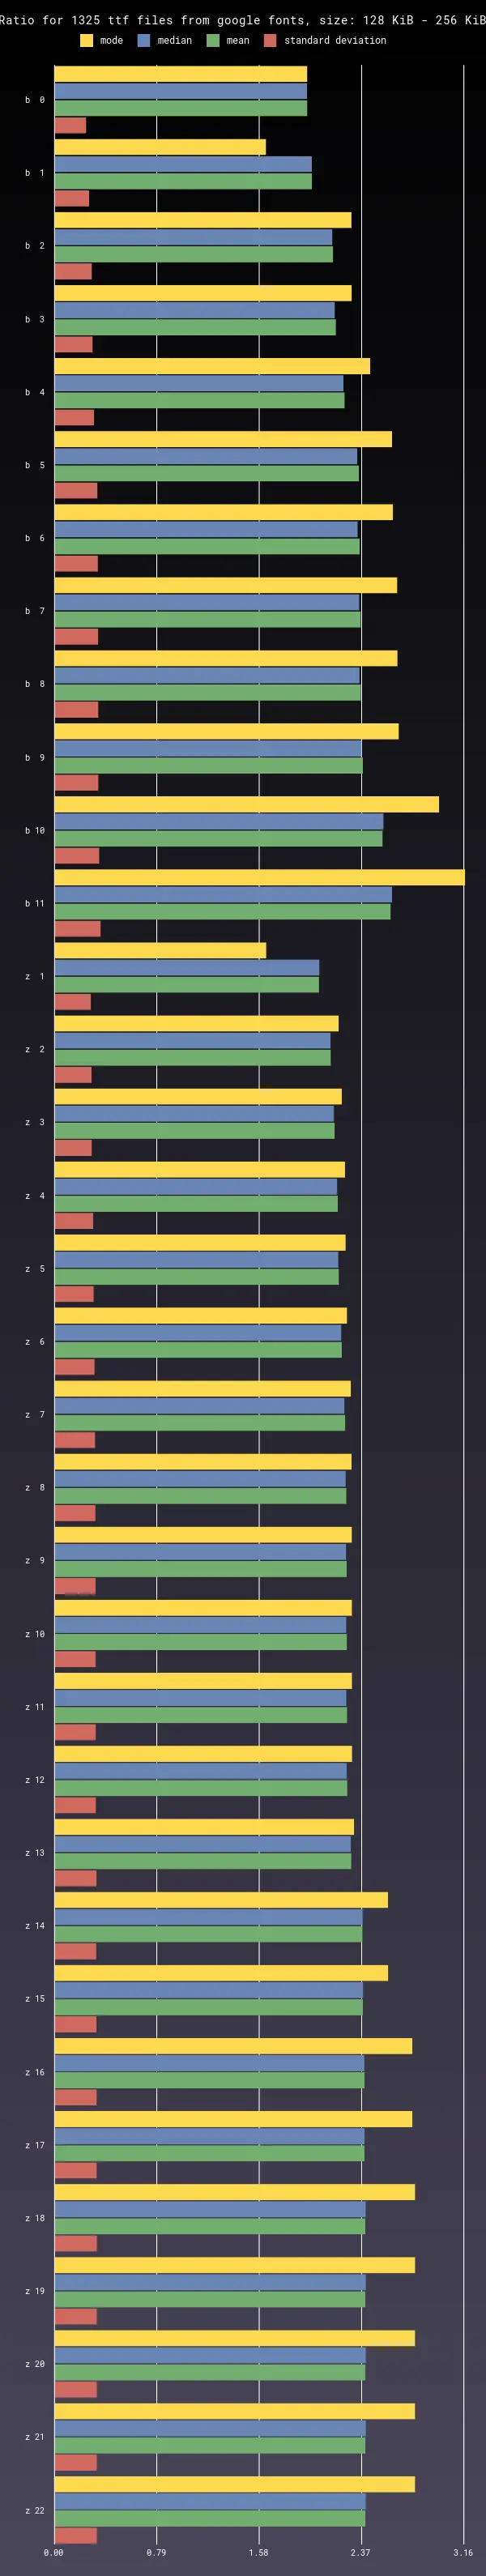 Ratio for 1325 ttf files from google fonts, size: 128 KiB - 256 KiB
mode median mean standard deviation
b 0
b 1
b 2
b 3
b 4
b 5
b 6
b 7
b 8
b 9
b 10
b 11
z 1
z 2
z 3
z 4
z 5
z 6
z 7
z 8
z 9
z 10
z 11
z 12
z 13
z 14
z 15
z 16
z 17
z 18
z 19
z 20
z 21
z 22
0.00 0.79 1.58 2.37 3.16